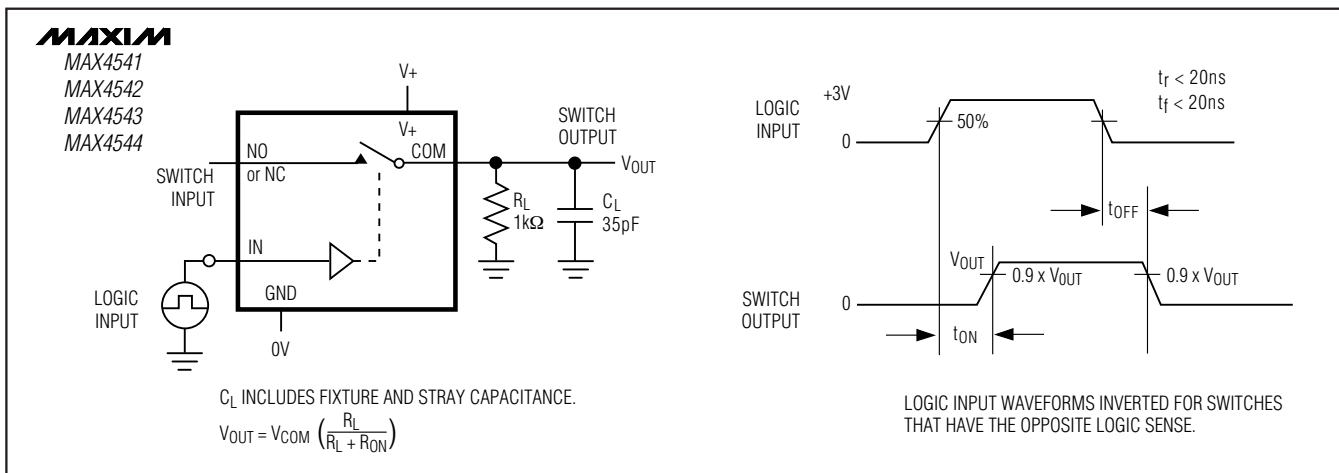 MAXIM
MAX4541
MAX4542
MAX4543
MAX4544
V+
V+
NO
or NC
COM
SWITCH
INPUT
SWITCH
OUTPUT
VOUT
RL
1kΩ
CL
35pF
IN
LOGIC
INPUT
GND
0V
CL INCLUDES FIXTURE AND STRAY CAPACITANCE.
VOUT = VCOM (RL / RL + RON)
LOGIC
INPUT
+3V
0
50%
tr < 20ns
tf < 20ns
tOFF
SWITCH
OUTPUT
VOUT
0
0.9 x VOUT
0.9 x VOUT
tON
LOGIC INPUT WAVEFORMS INVERTED FOR SWITCHES
THAT HAVE THE OPPOSITE LOGIC SENSE.